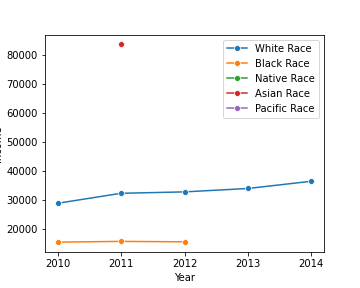 80000
70000
60000
50000
40000
30000
20000
2010 2011 2012 2013 2014
Year
White Race
Black Race
Native Race
Asian Race
Pacific Race